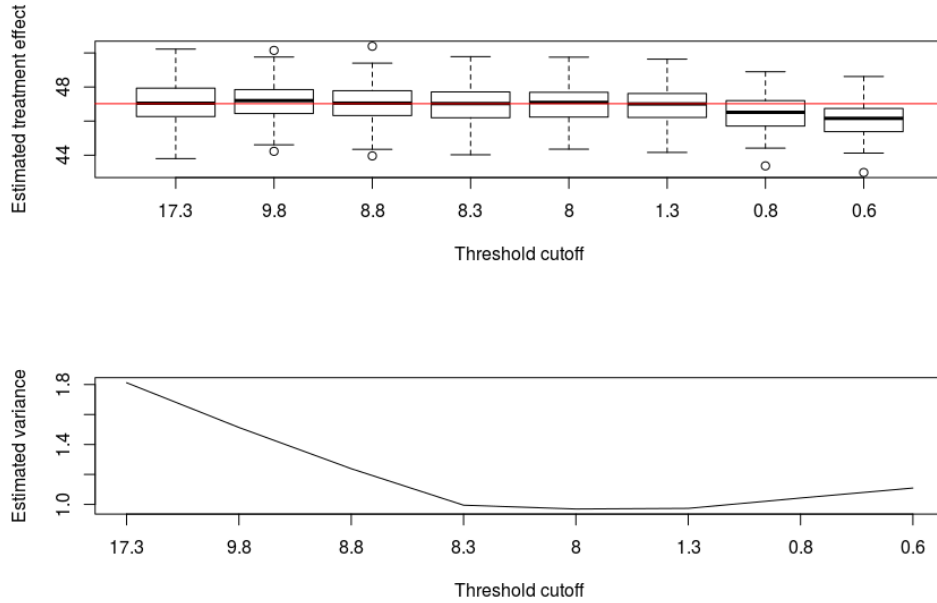 Estimated treatment effect
48
44
17.3 9.8 8.8 8.3 8 1.3 0.8 0.6
Threshold cutoff
Estimated variance
1.8
1.4
1.0
17.3 9.8 8.8 8.3 8 1.3 0.8 0.6
Threshold cutoff